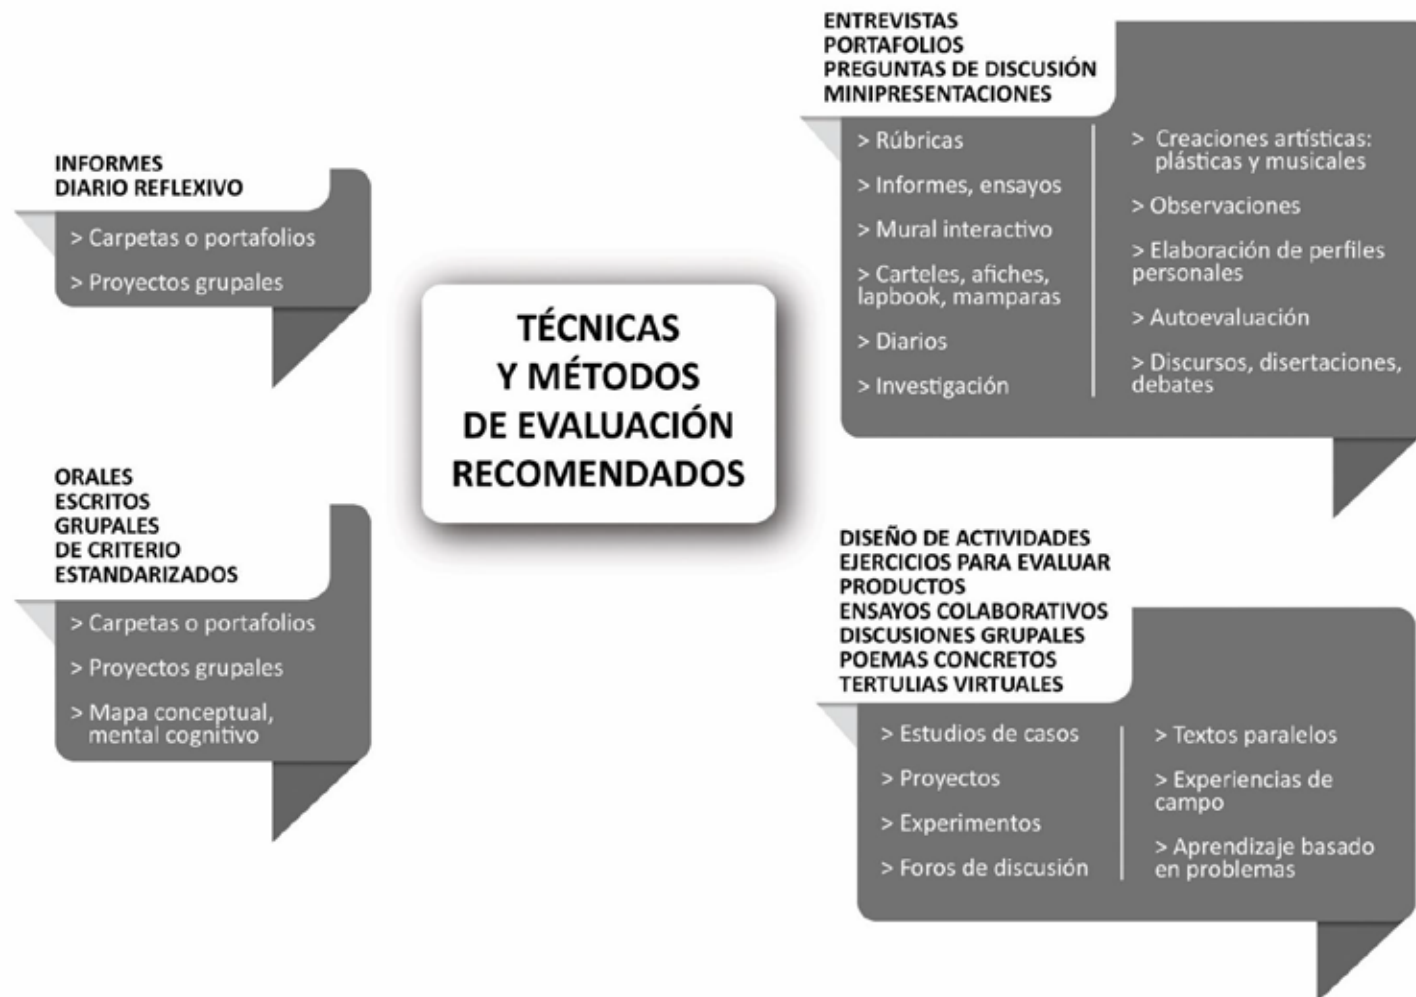 INFORMES
DIARIO REFLEXIVO
> Carpetas o portafolios
> Proyectos grupales
ORALES
ESCRITOS
GRUPALES
DE CRITERIO
ESTANDARIZADOS
> Carpetas o portafolios
> Proyectos grupales
> Mapa conceptual,
mental cognitivo
TÉCNICAS
Y MÉTODOS
DE EVALUACIÓN
RECOMENDADOS
ENTREVISTAS
PORTAFOLIOS
PREGUNTAS DE DISCUSIÓN
MINIPRESENTACIONES
> Rúbricas
> Informes, ensayos
> Mural interactivo
> Carteles, afiches,
lapbook, mamparas
> Diarios
> Investigación
> Creaciones artísticas:
plásticas y musicales
> Observaciones
> Elaboración de perfiles
personales
> Autoevaluación
> Discursos, disertaciones,
debates
DISEÑO DE ACTIVIDADES
EJERCICIOS PARA EVALUAR
PRODUCTOS
ENSAYOS COLABORATIVOS
DISCUSIONES GRUPALES
POEMAS CONCRETOS
TERTULIAS VIRTUALES
> Estudios de casos
> Proyectos
> Experimentos
> Foros de discusión
> Textos paralelos
> Experiencias de
campo
> Aprendizaje basado
en problemas